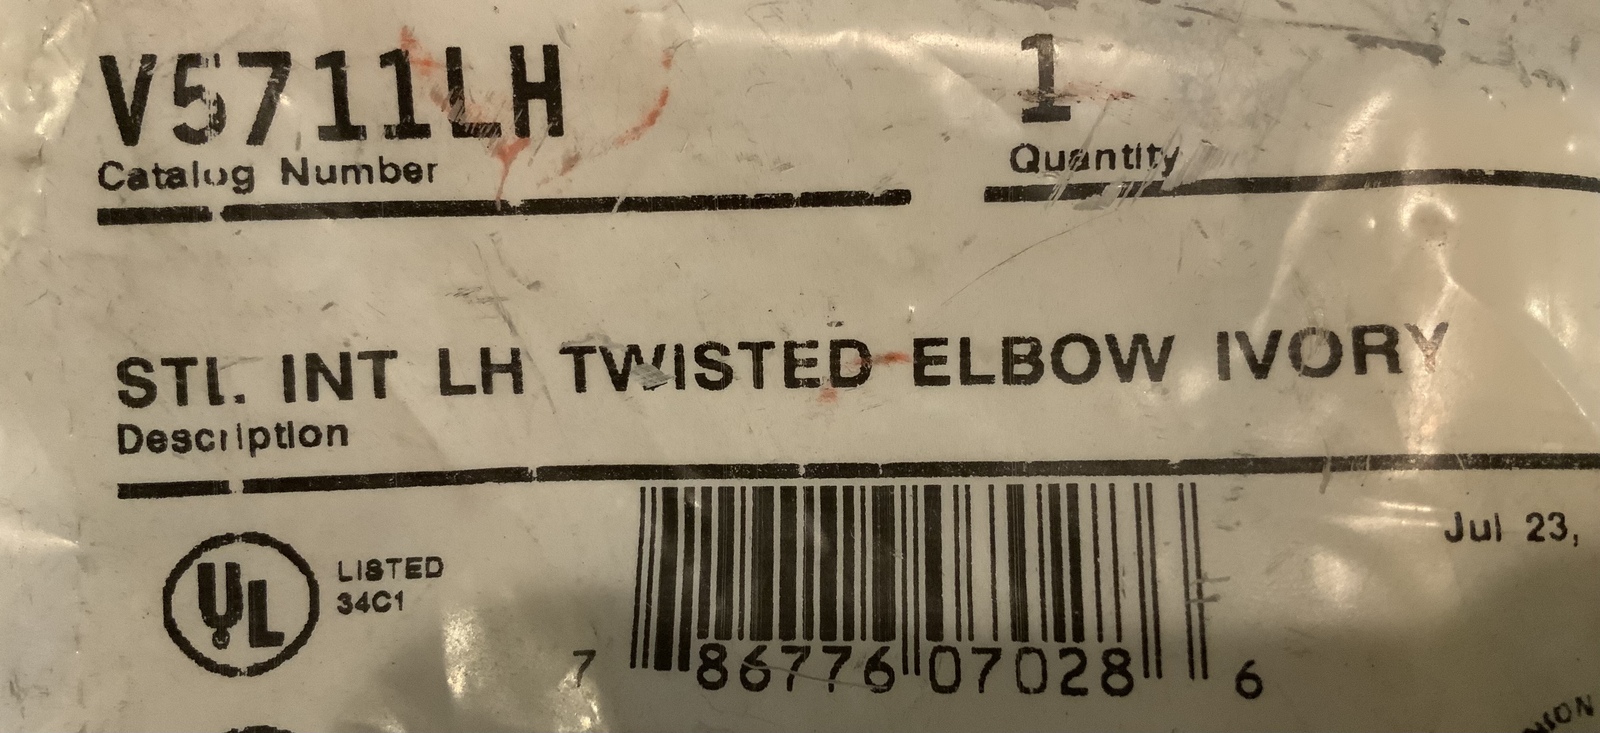 V5711LH
Catalog Number
1
Quantity
STL INT LH TWISTED ELBOW IVORY
Description
UL
LISTED
34C1
Jul 23,
7 86776 07028 6